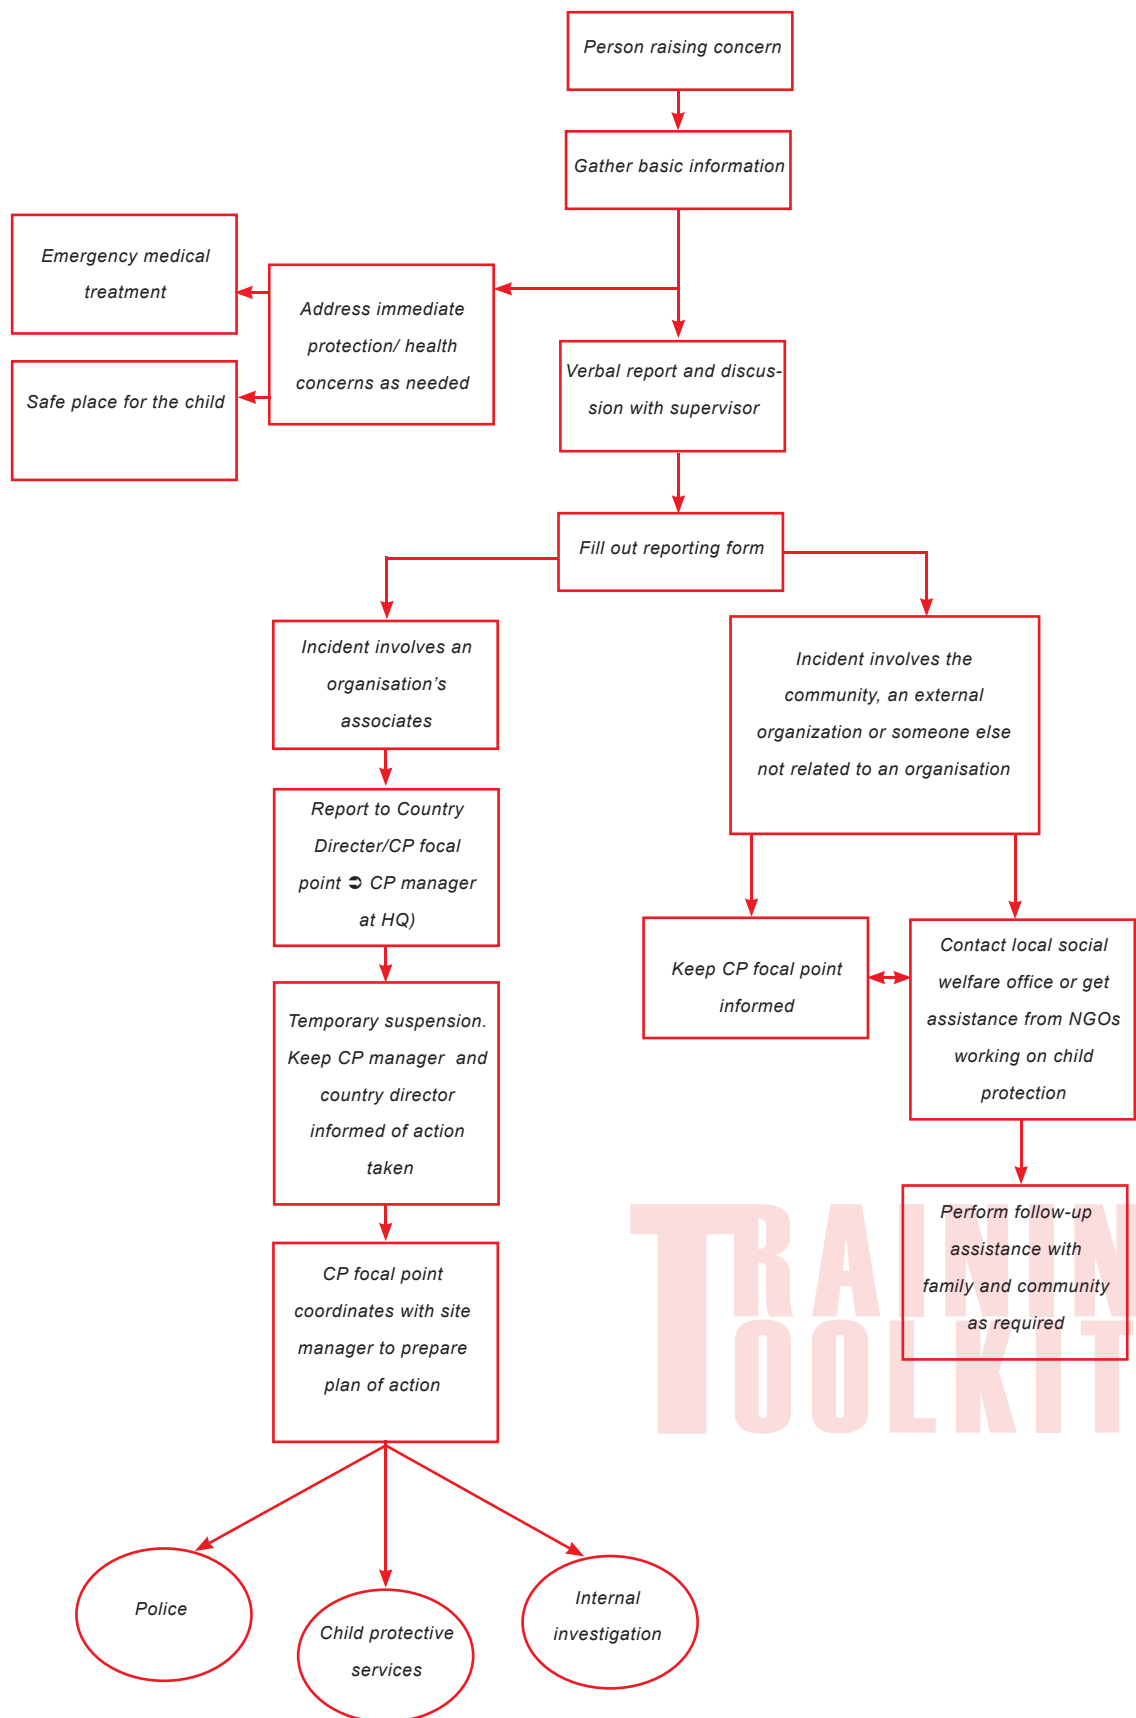 Person raising concern
Gather basic information
Emergency medical
treatment
Address immediate
protection/ health
concerns as needed
Safe place for the child
Verbal report and discus-
sion with supervisor
Fill out reporting form
Incident involves an
organisation's
associates
Incident involves the
community, an external
organization or someone else
not related to an organisation
Report to Country
Directer/CP focal
point ➲ CP manager
at HQ)
Keep CP focal point
informed
Contact local social
welfare office or get
assistance from NGOs
working on child
protection
Temporary suspension.
Keep CP manager and
country director
informed of action
taken
Perform follow-up
assistance with
family and community
as required
CP focal point
coordinates with site
manager to prepare
plan of action
TRAININ
TOOLKIT
Police
Child protective
services
Internal
investigation